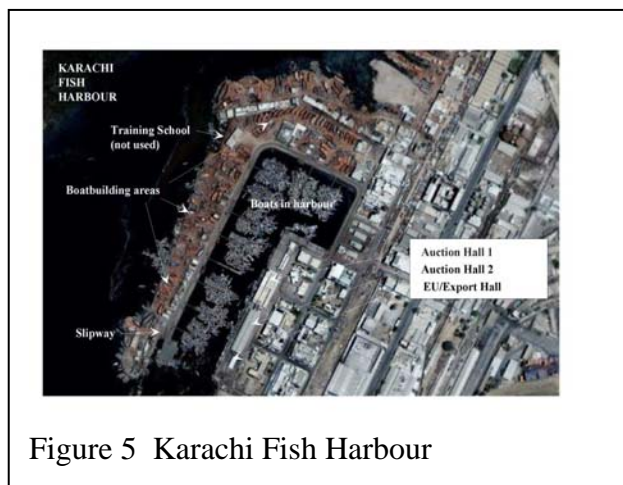 KARACHI
FISH
HARBOUR
Training School
(not used)
Boatbuilding areas
Boats in harbour
Auction Hall 1
Auction Hall 2
EU/Export Hall
Slipway
Figure 5 Karachi Fish Harbour